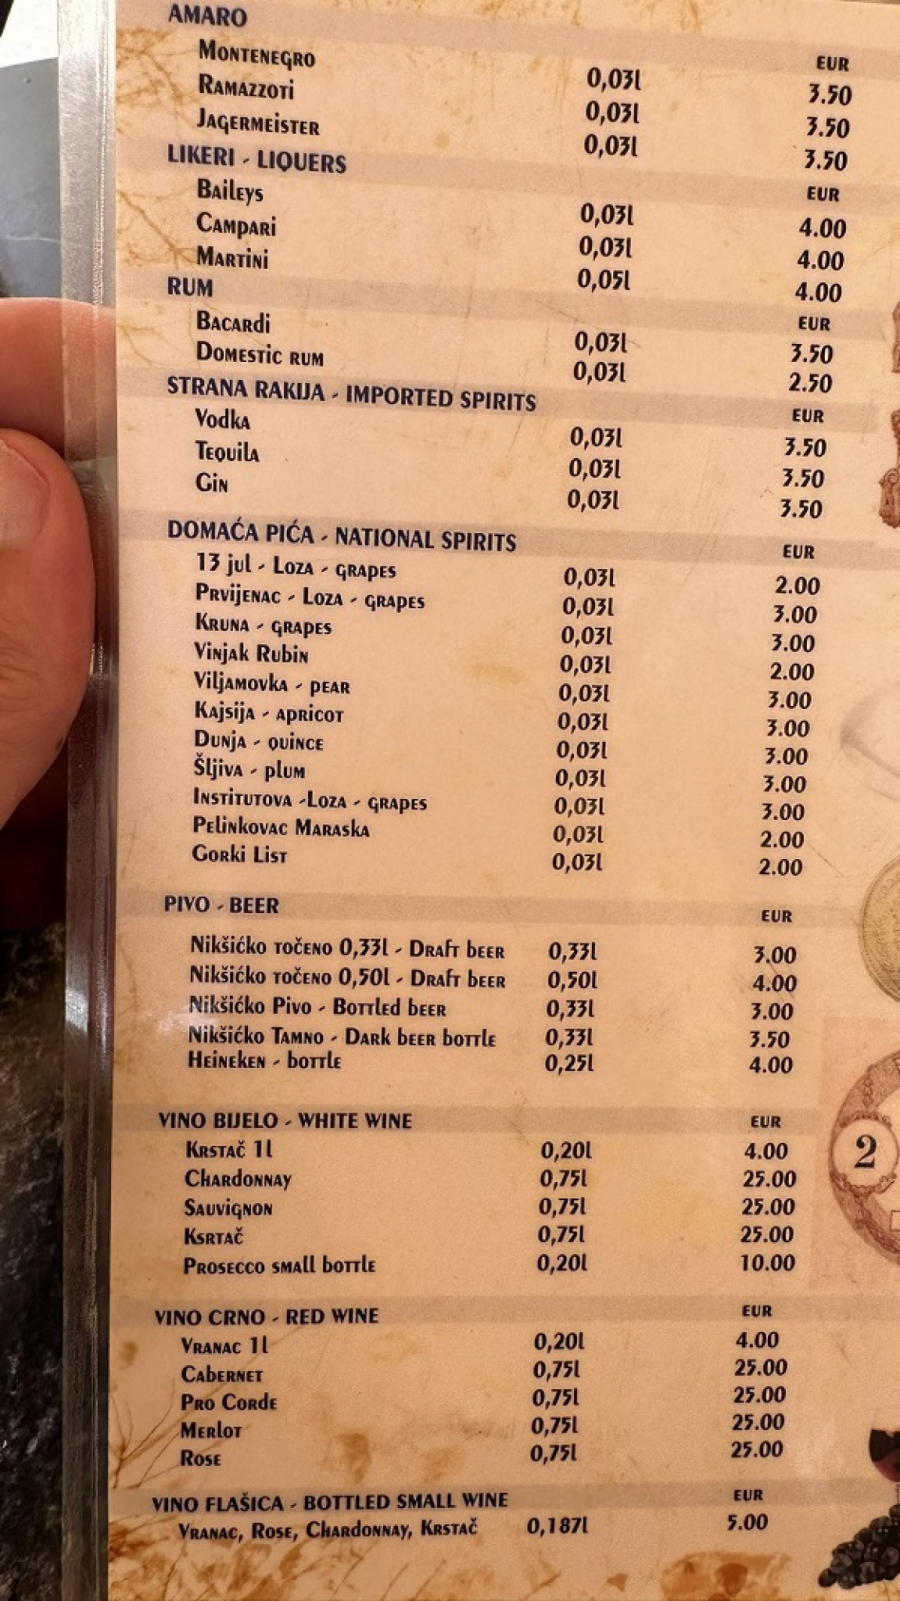 AMARO EUR
Montenegro 0,03l 3.50
Ramazzoti 0,03l 3.50
Jagermeister 0,03l 3.50
LIKERI - LIQUERS EUR
Baileys 0,03l 4.00
Campari 0,03l 4.00
Martini 0,05l 4.00
RUM EUR
Bacardi 0,03l 3.50
Domestic rum 0,03l 2.50
STRANA RAKIJA - IMPORTED SPIRITS EUR
Vodka 0,03l 3.50
Tequila 0,03l 3.50
Gin 0,03l 3.50
DOMAĆA PIĆA - NATIONAL SPIRITS EUR
13 jul - Loza - grapes 0,03l 2.00
Prvijenac - Loza - grapes 0,03l 3.00
Kruna - grapes 0,03l 3.00
Vinjak Rubin 0,03l 2.00
Viljamovka - pear 0,03l 3.00
Kajsija - apricot 0,03l 3.00
Dunja - quince 0,03l 3.00
Šljiva - plum 0,03l 3.00
Institutova -Loza - grapes 0,03l 3.00
Pelinkovac Maraska 0,03l 2.00
Gorki List 0,03l 2.00
PIVO - BEER EUR
Nikšićko točeno 0,33l - Draft beer 0,33l 3.00
Nikšićko točeno 0,50l - Draft beer 0,50l 4.00
Nikšićko Pivo - Bottled beer 0,33l 3.00
Nikšićko Tamno - Dark beer bottle 0,33l 3.50
Heineken - bottle 0,25l 4.00
VINO BIJELO - WHITE WINE EUR
Krstač 1l 0,20l 4.00
Chardonnay 0,75l 25.00
Sauvignon 0,75l 25.00
Ksrtač 0,75l 25.00
Prosecco small bottle 0,20l 10.00
2
VINO CRNO - RED WINE EUR
Vranac 1l 0,20l 4.00
Cabernet 0,75l 25.00
Pro Corde 0,75l 25.00
Merlot 0,75l 25.00
Rose 0,75l 25.00
VINO FLAŠICA - BOTTLED SMALL WINE EUR
Vranac, Rose, Chardonnay, Krstač 0,187l 5.00